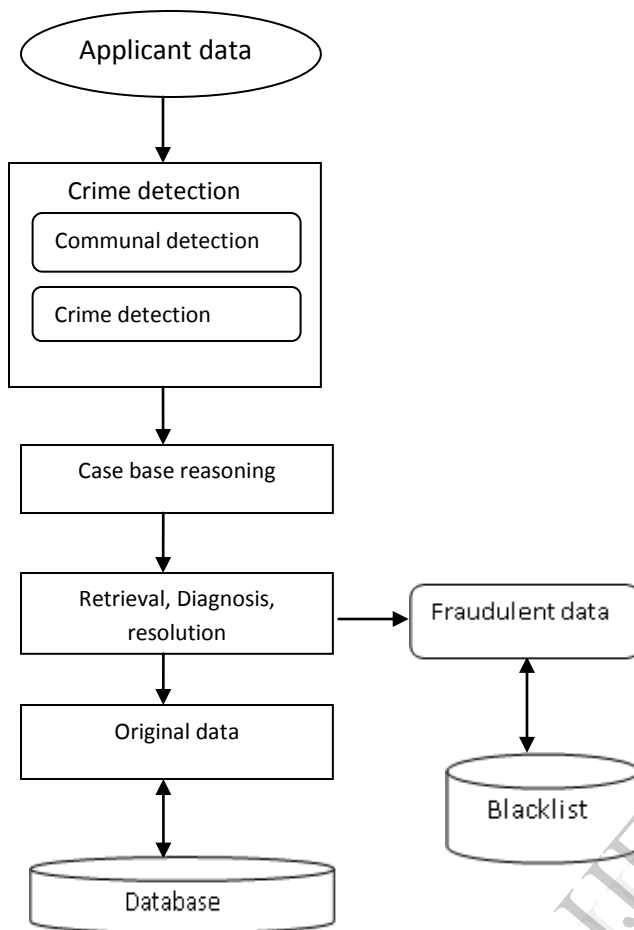 Applicant data
Crime detection
Communal detection
Crime detection
Case base reasoning
Retrieval, Diagnosis,
resolution
Fraudulent data
Original data
Blacklist
Database